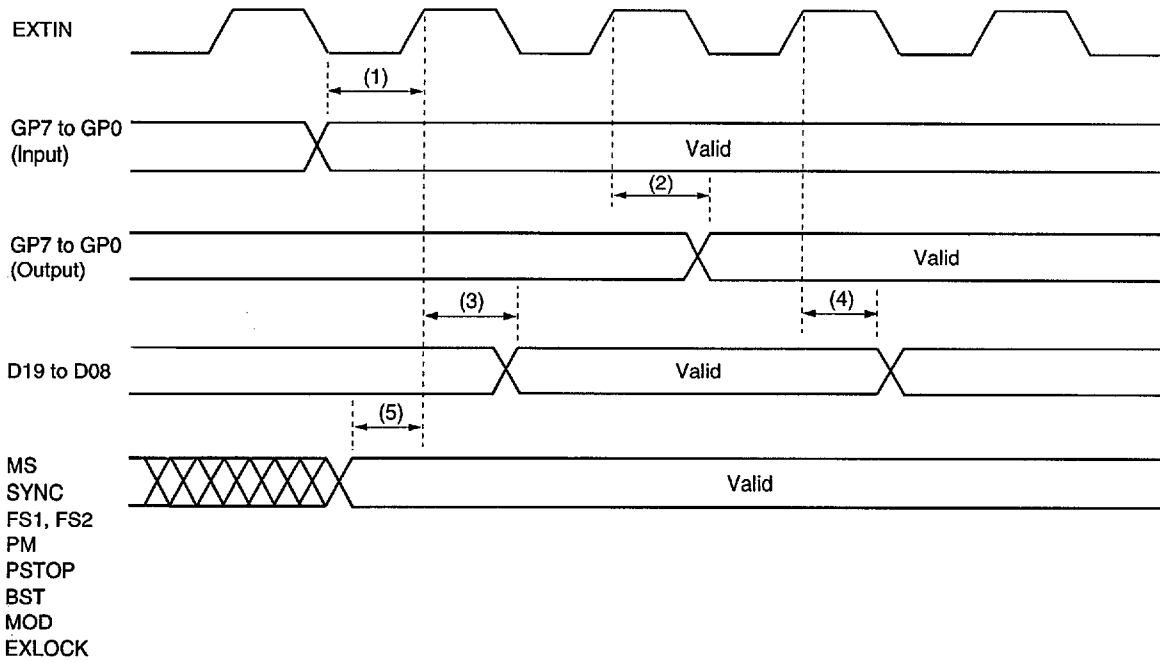 EXTIN
(1)
GP7 to GP0
(Input)
Valid
(2)
GP7 to GP0
(Output)
Valid
(3)
(4)
D19 to D08
Valid
(5)
MS
SYNC
FS1, FS2
PM
PSTOP
BST
MOD
EXLOCK
Valid